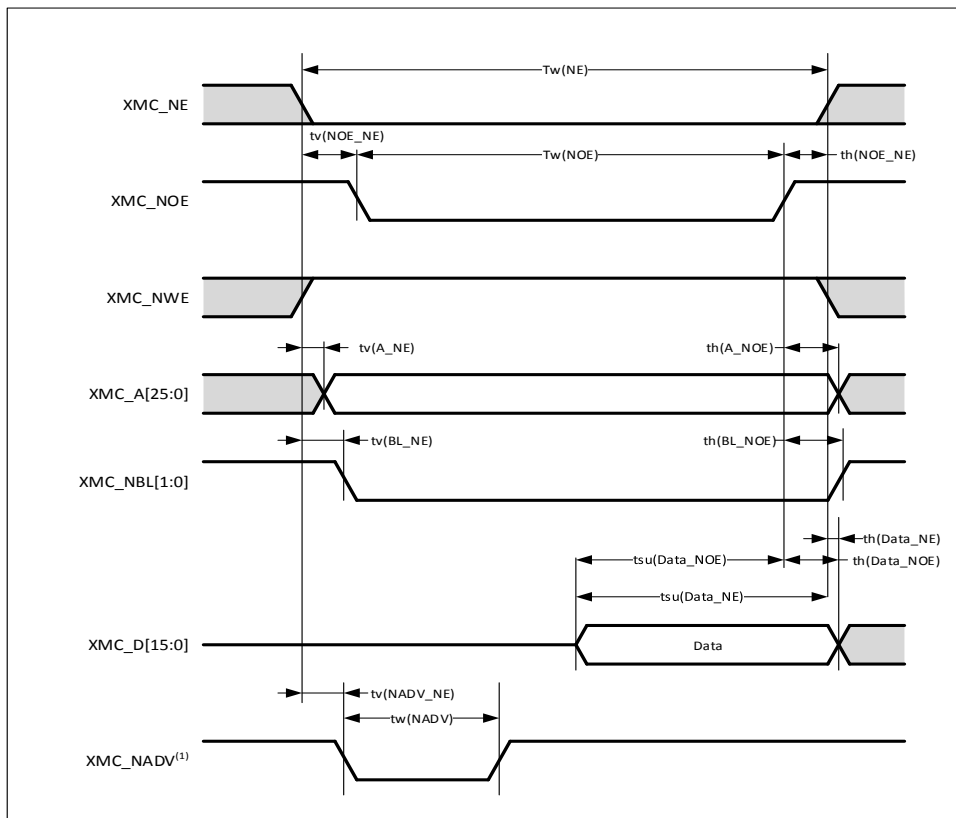 Tw(NE)
XMC_NE
tv(NOE_NE)
Tw(NOE)
th(NOE_NE)
XMC_NOE
XMC_NWE
tv(A_NE)
th(A_NOE)
XMC_A[25:0]
tv(BL_NE)
th(BL_NOE)
XMC_NBL[1:0]
th(Data_NE)
tsu(Data_NOE)
th(Data_NOE)
tsu(Data_NE)
XMC_D[15:0]
Data
tv(NADV_NE)
tw(NADV)
XMC_NADV(1)